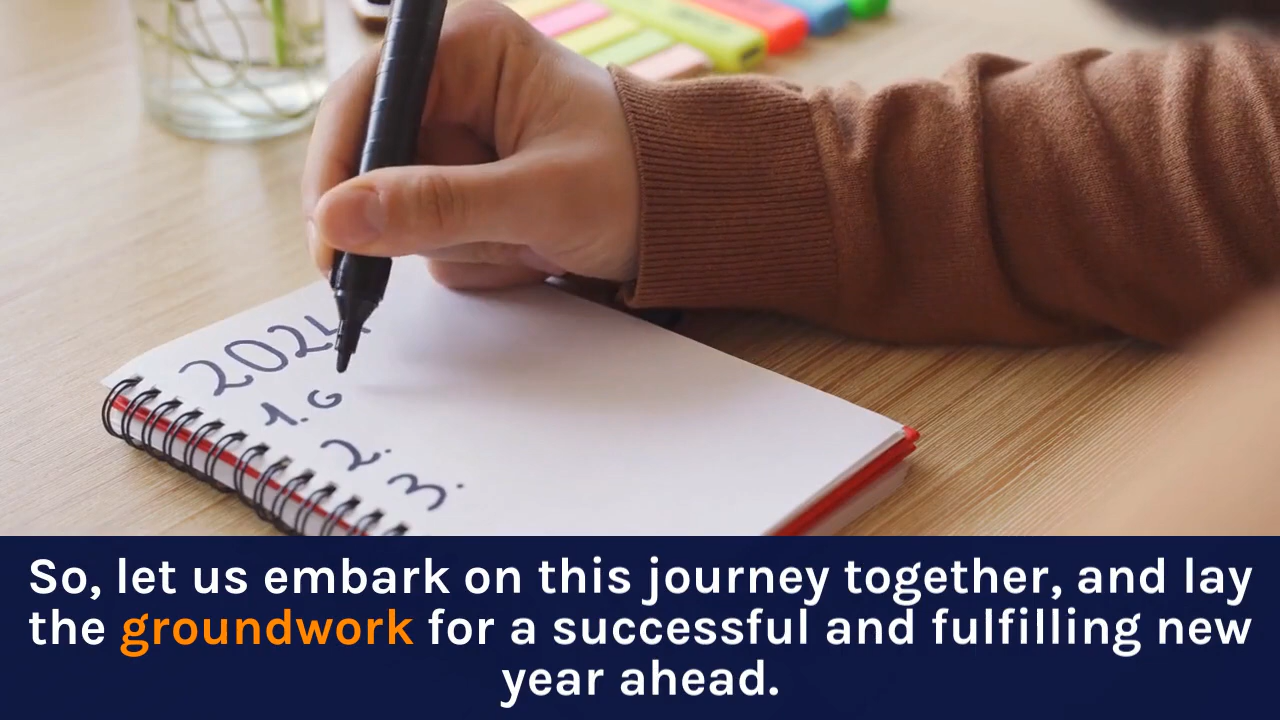 2024
1. G
2.
3.
So, let us embark on this journey together, and lay
the groundwork for a successful and fulfilling new
year ahead.